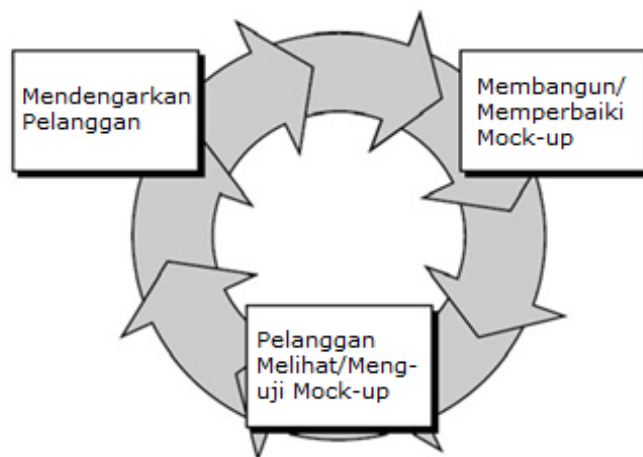 Mendengarkan
Pelanggan
Membangun/
Memperbaiki
Mock-up
Pelanggan
Melihat/Meng-
uji Mock-up